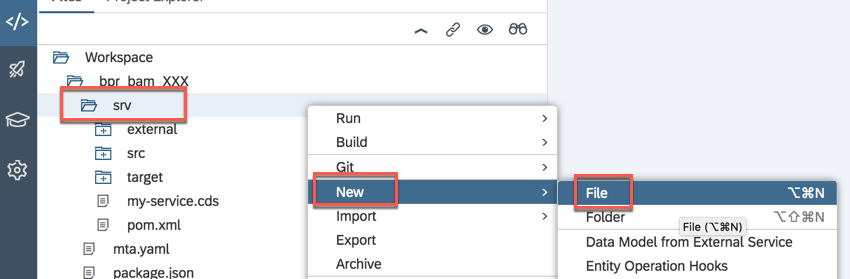 Files Project Explorer
Workspace
bpr_bam_XXX
srv
external
src
target
my-service.cds
pom.xml
mta.yaml
package.json
Run
Build
Git
New
Import
Export
Archive
File ⌥⌘N
Folder ⌥⇧⌘N
File (⌥⌘N)
Data Model from External Service
Entity Operation Hooks